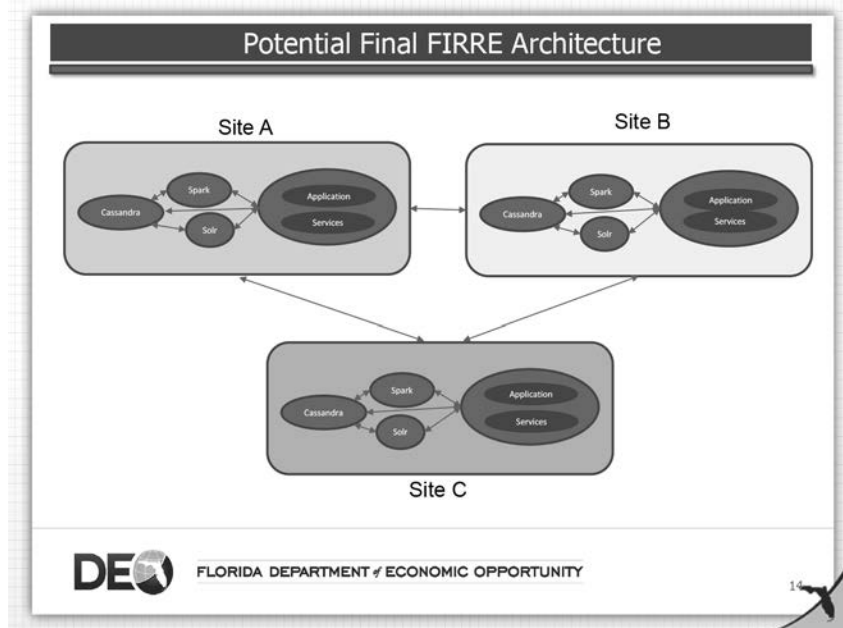 Potential Final FIRRE Architecture
Site A
Spark
Cassandra
Solr
Application
Services
Site B
Spark
Cassandra
Solr
Application
Services
Spark
Cassandra
Solr
Application
Services
Site C
DEO
FLORIDA DEPARTMENT of ECONOMIC OPPORTUNITY
14